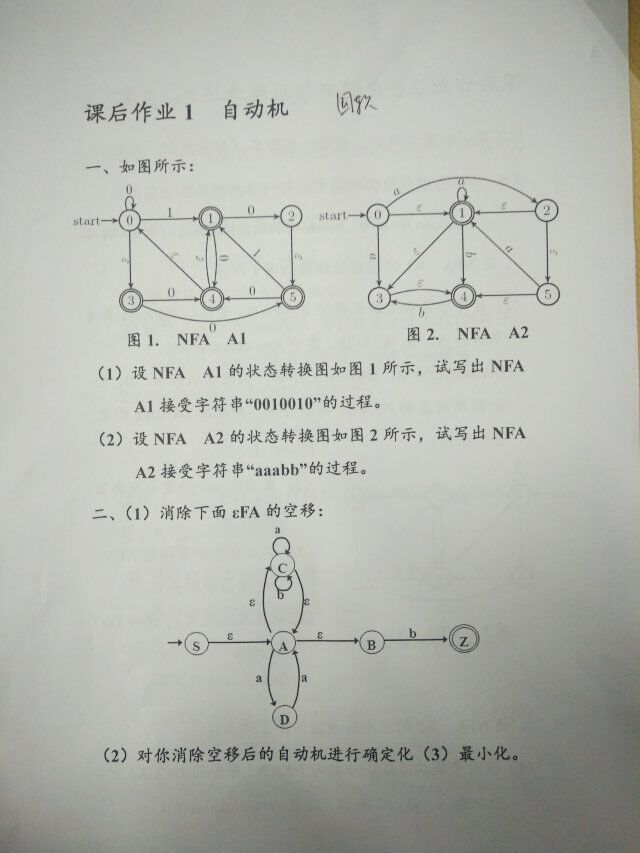 课后作业 1 自动机
一、如图所示：
0
start 0 1 1 0 2
ε ε ε 0 1 ε
3 0 4 0 5
0
图 1. NFA A1
a a
start 0 ε 1 ε 2
a ε b a ε
3 ε 4 ε 5
b
图 2. NFA A2
（1）设 NFA A1 的状态转换图如图 1 所示，试写出 NFA
A1 接受字符串“0010010”的过程。
（2）设 NFA A2 的状态转换图如图 2 所示，试写出 NFA
A2 接受字符串“aaabb”的过程。
二、（1）消除下面 εFA 的空移：
a
C
b
ε ε
S ε A ε B b Z
a a
D
（2）对你消除空移后的自动机进行确定化（3）最小化。